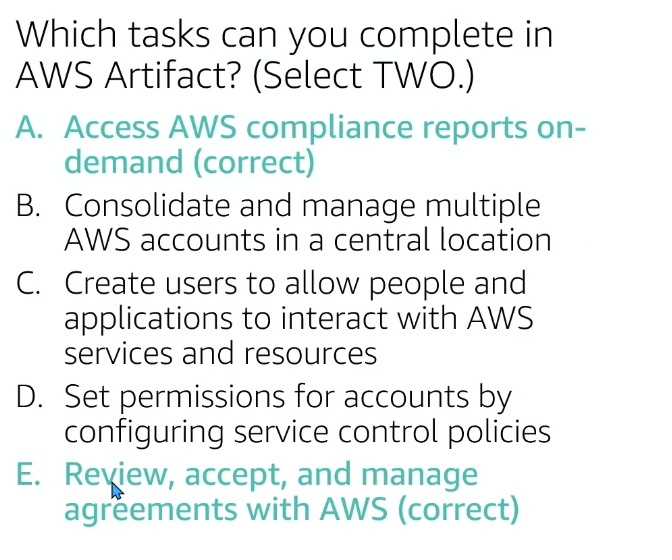 Which tasks can you complete in
AWS Artifact? (Select TWO.)
A. Access AWS compliance reports on-
demand (correct)
B. Consolidate and manage multiple
AWS accounts in a central location
C. Create users to allow people and
applications to interact with AWS
services and resources
D. Set permissions for accounts by
configuring service control policies
E. Review, accept, and manage
agreements with AWS (correct)